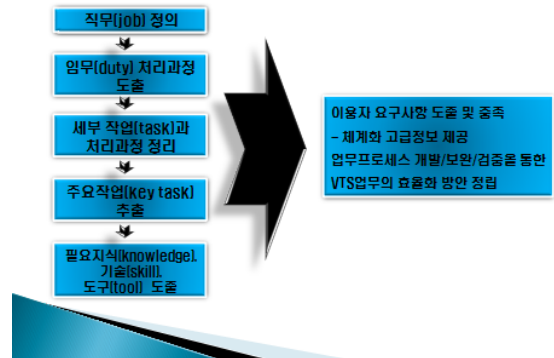 직무(job) 정의
임무(duty) 처리과정
도출
세부 작업(task)과
처리과정 정리
주요작업(key task)
추출
필요지식(knowledge),
기술(skill),
도구(tool) 도출
이용자 요구사항 도출 및 충족
- 체계화 고급정보 제공
업무프로세스 개발/보완/검증을 통한
VTS업무의 효율화 방안 정립